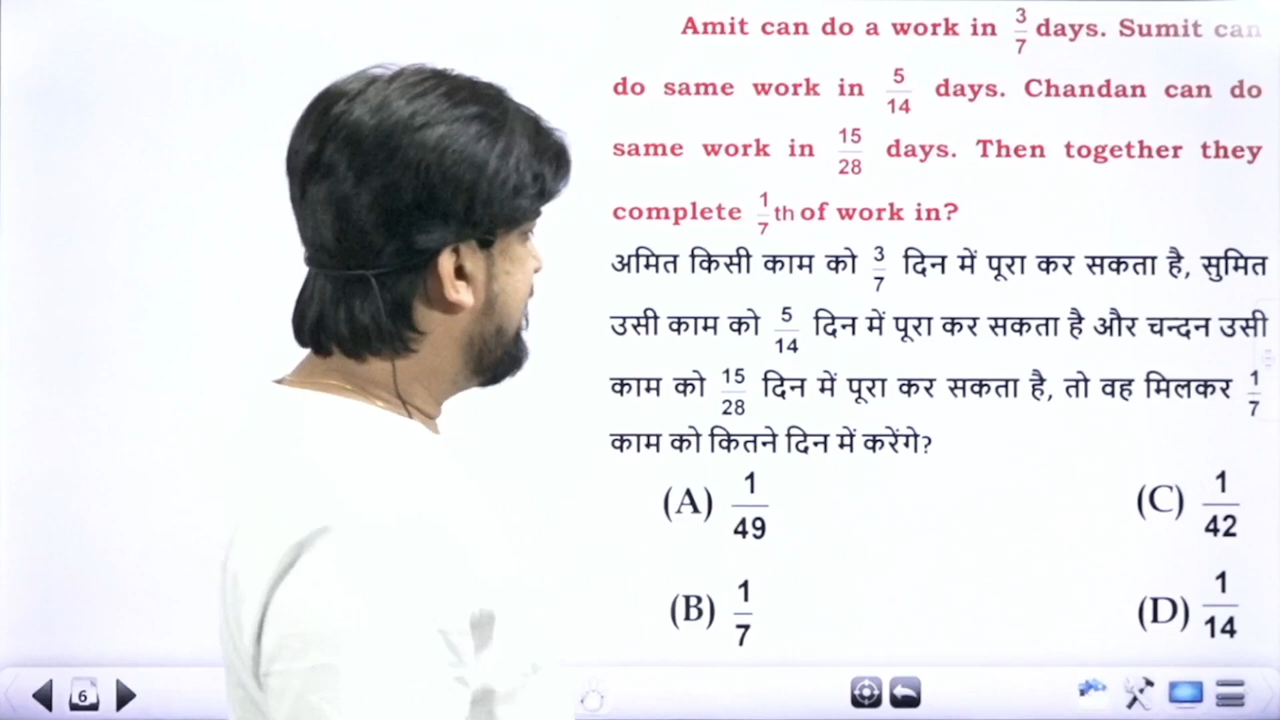 Amit can do a work in 3/7 days. Sumit can
do same work in 5/14 days. Chandan can do
same work in 15/28 days. Then together they
complete 1/7 th of work in?
अमित किसी काम को 3/7 दिन में पूरा कर सकता है, सुमित
उसी काम को 5/14 दिन में पूरा कर सकता है और चन्दन उसी
काम को 15/28 दिन में पूरा कर सकता है, तो वह मिलकर 1/7
काम को कितने दिन में करेंगे?
(A) 1/49
(C) 1/42
(B) 1/7
(D) 1/14
6